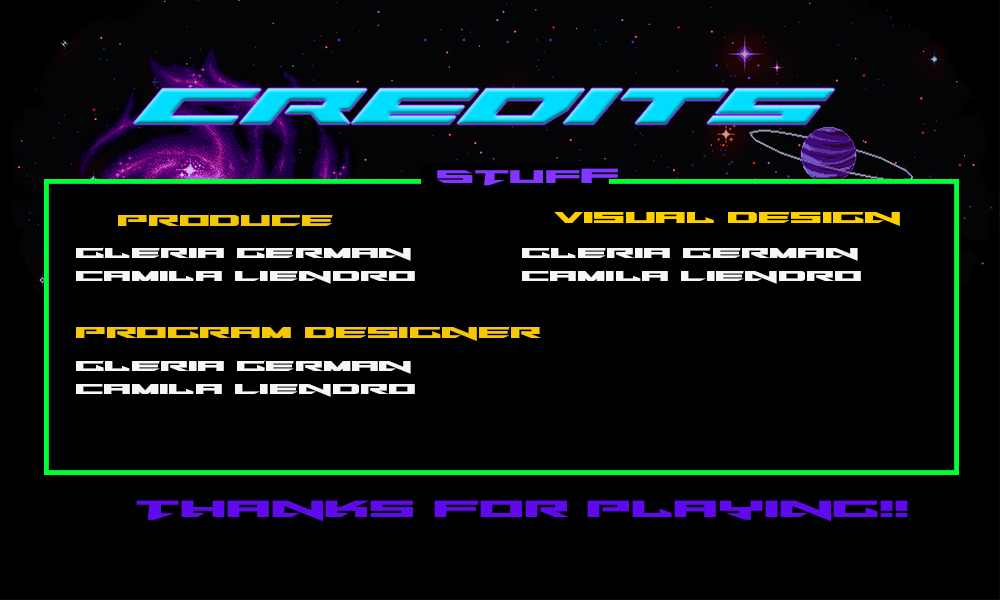 CREDITS
STUFF
PRODUCE
GLERIA GERMAN
CAMILA LIENDRO
VISUAL DESIGN
GLERIA GERMAN
CAMILA LIENDRO
PROGRAM DESIGNER
GLERIA GERMAN
CAMILA LIENDRO
THANKS FOR PLAYING!!